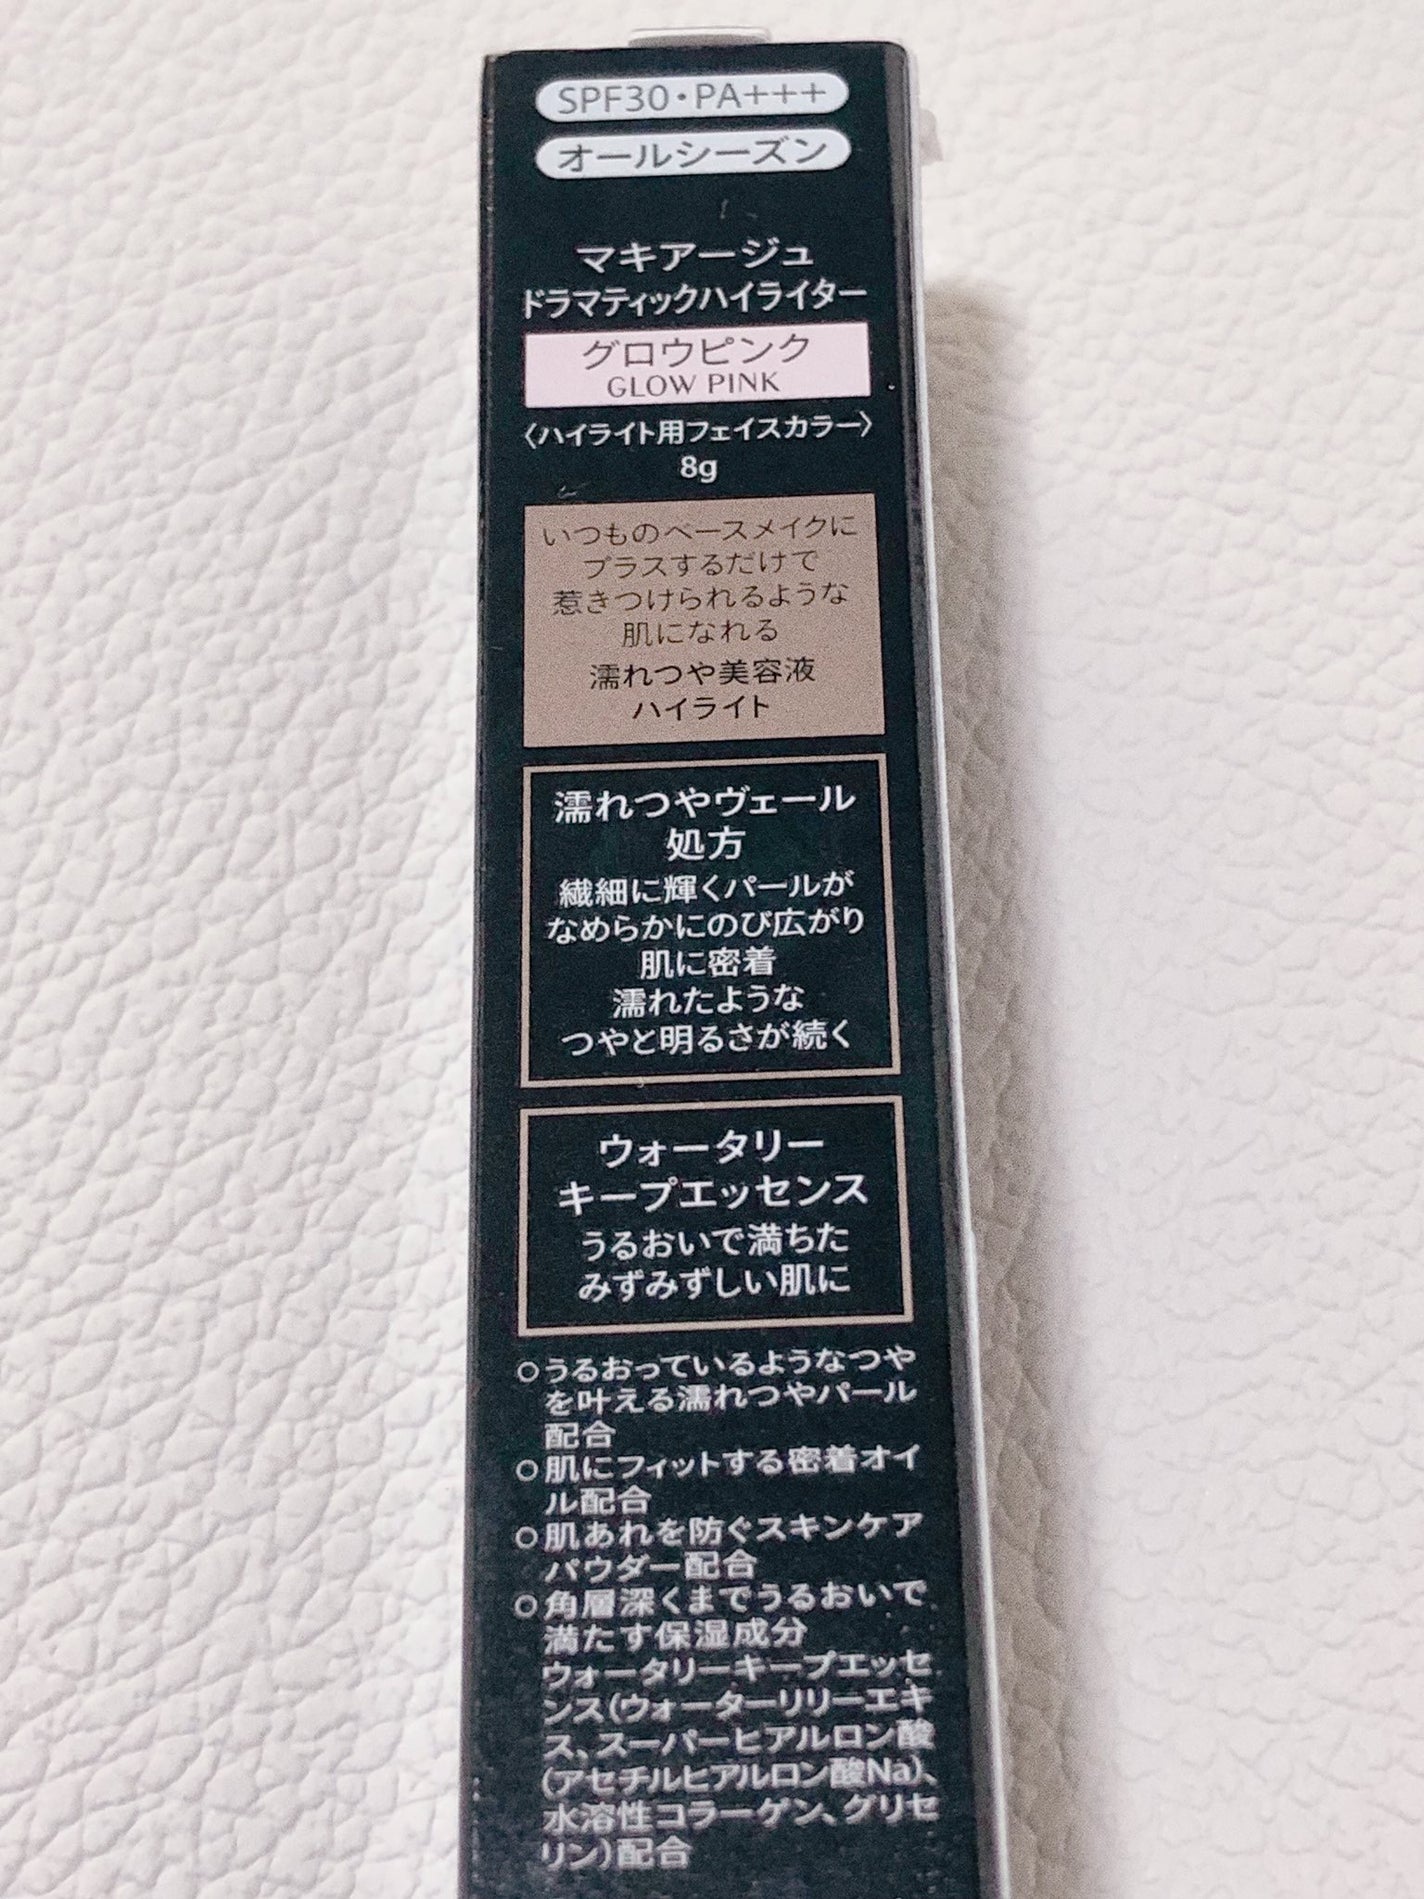 SPF30・PA+++
オールシーズン
マキアージュ
ドラマティックハイライター
グロウピンク
GLOW PINK
〈ハイライト用フェイスカラー〉
8g
いつものベースメイクに
プラスするだけで
惹きつけられるような
肌になれる
濡れつや美容液
ハイライト
濡れつやヴェール
処方
繊細に輝くパールが
なめらかにのび広がり
肌に密着
濡れたような
つやと明るさが続く
ウォータリー
キープエッセンス
うるおいで満ちた
みずみずしい肌に
○うるおっているようなつや
を叶える濡れつやパール
配合
○肌にフィットする密着オイ
ル配合
○肌あれを防ぐスキンケア
パウダー配合
○角層深くまでうるおいで
満たす保湿成分
ウォータリーキープエッセ
ンス(ウォーターリリーエキ
ス、スーパーヒアルロン酸
(アセチルヒアルロン酸Na)、
水溶性コラーゲン、グリセ
リン)配合